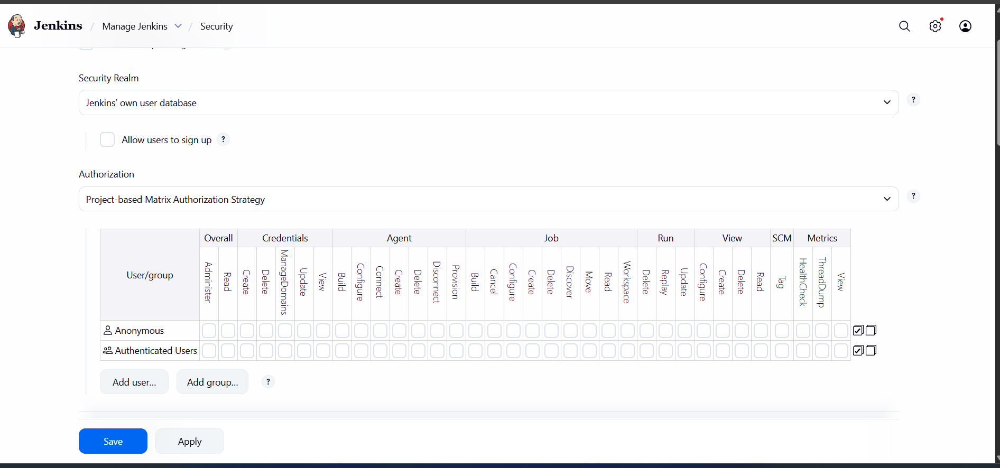 Jenkins / Manage Jenkins / Security
Security Realm
Jenkins’ own user database
?
Allow users to sign up ?
Authorization
Project-based Matrix Authorization Strategy
?
User/group
Overall Credentials Agent Job Run View SCM Metrics
Administer Read Create Delete ManageDomains Update View Build Configure Connect Create Delete Disconnect Provision Build Cancel Configure Create Delete Discover Move Read Workspace Delete Replay Update Configure Create Delete Read Tag HealthCheck ThreadDump View
Anonymous
Authenticated Users
Add user... Add group... ?
Save Apply